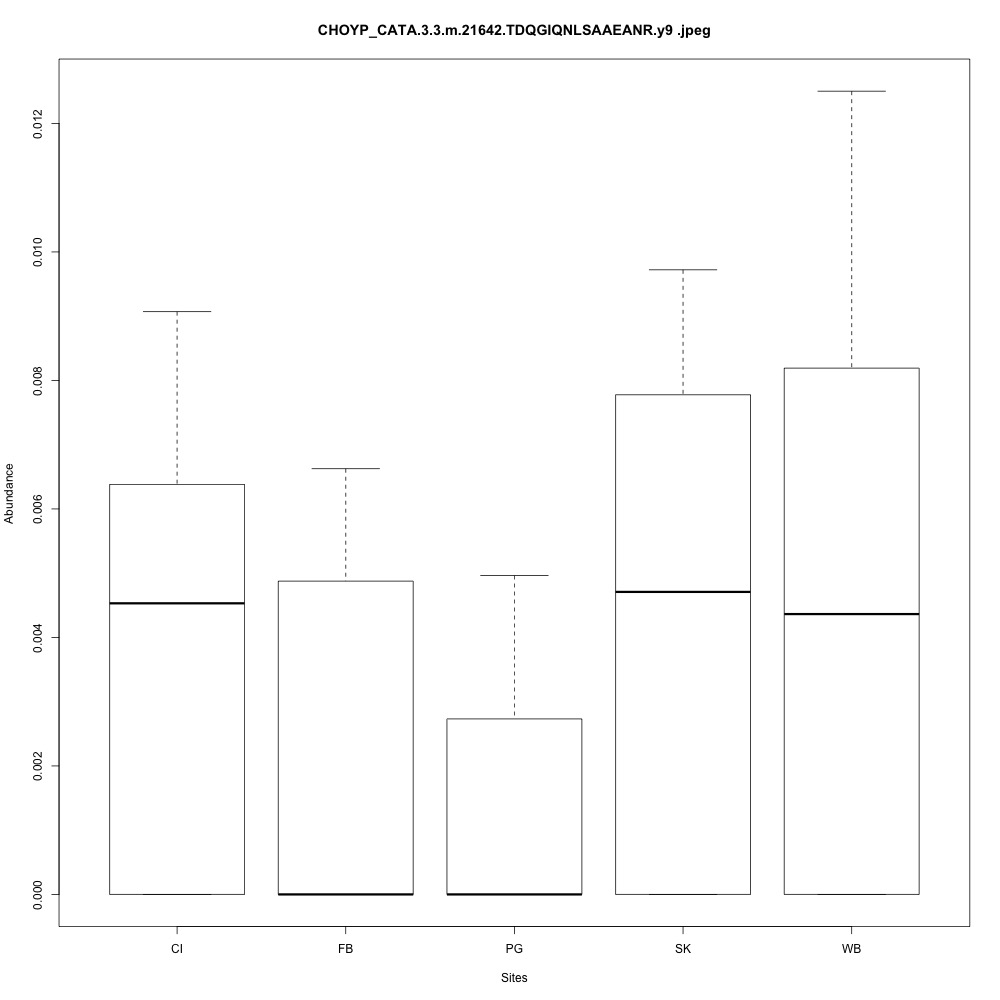 CHOYP_CATA.3.3.m.21642.TDQGIQNLSAAEANR.y9 .jpeg
0.012
0.010
0.008
0.006
0.004
0.002
0.000
Abundance
CI FB PG SK WB
Sites